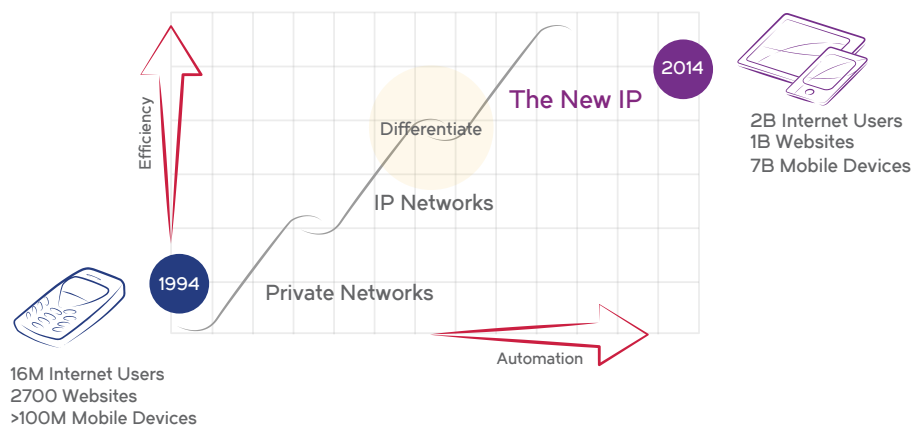 2014
The New IP
2B Internet Users
1B Websites
7B Mobile Devices
Efficiency
Differentiate
IP Networks
1994
Private Networks
Automation
16M Internet Users
2700 Websites
>100M Mobile Devices